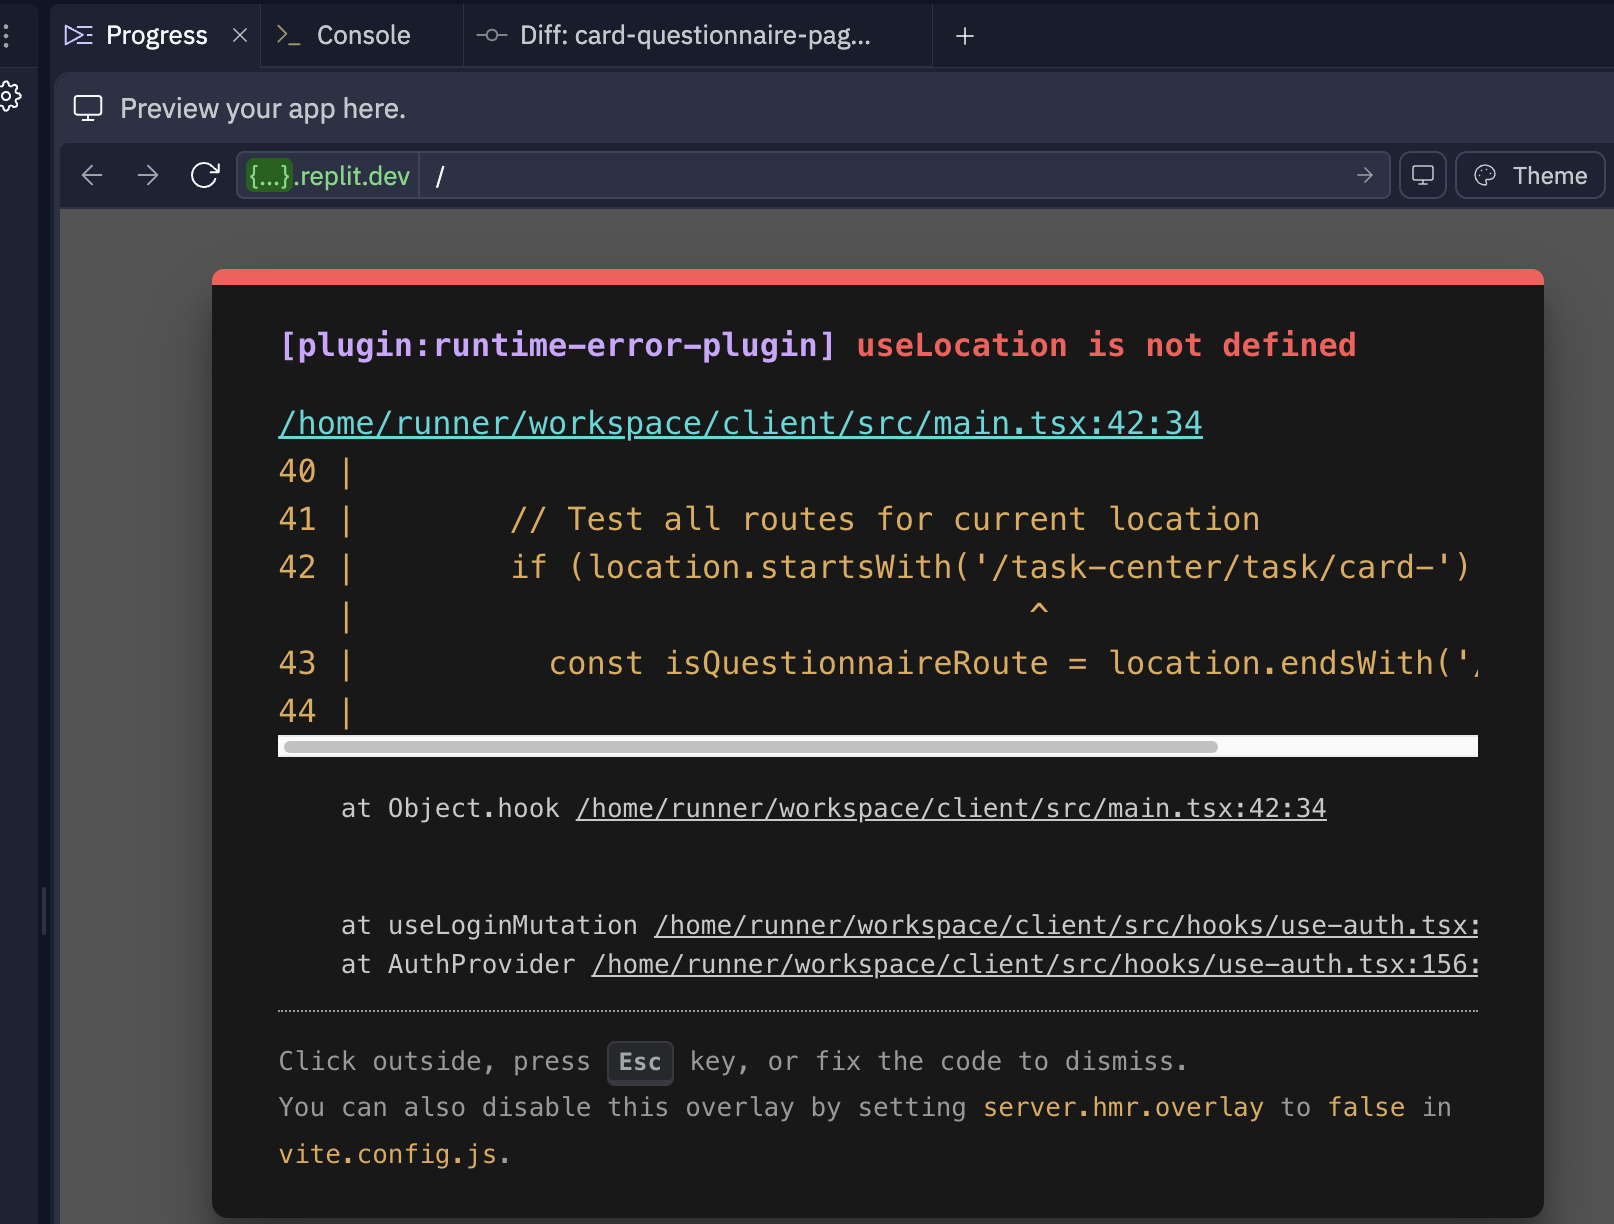 Progress
Console
Diff: card-questionnaire-pag...
Preview your app here.
{...}.replit.dev /
Theme
[plugin:runtime-error-plugin] useLocation is not defined
/home/runner/workspace/client/src/main.tsx:42:34
40 |
41 | // Test all routes for current location
42 | if (location.startsWith('/task-center/task/card-')
| ^
43 | const isQuestionnaireRoute = location.endsWith('/
44 |
at Object.hook /home/runner/workspace/client/src/main.tsx:42:34
at useLoginMutation /home/runner/workspace/client/src/hooks/use-auth.tsx:
at AuthProvider /home/runner/workspace/client/src/hooks/use-auth.tsx:156:
Click outside, press Esc key, or fix the code to dismiss.
You can also disable this overlay by setting server.hmr.overlay to false in
vite.config.js.